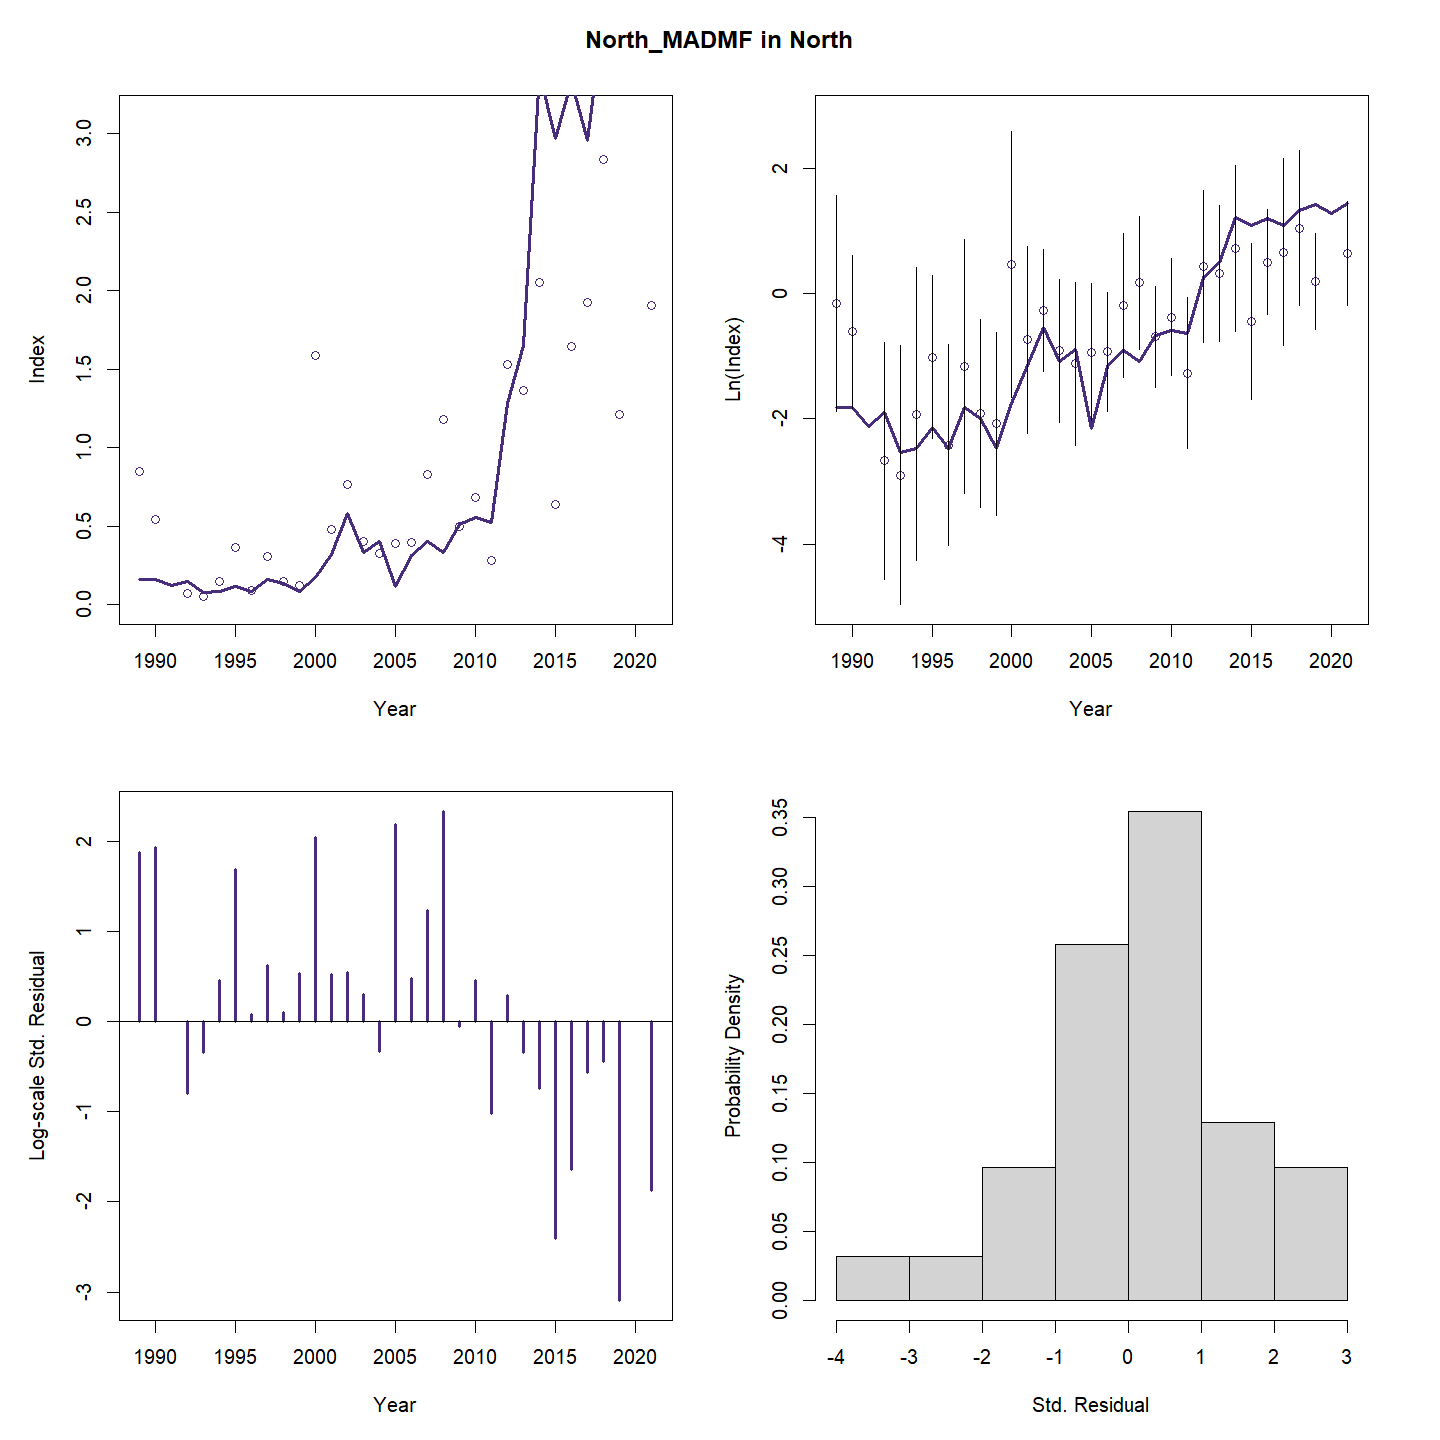 North_MADMF in North
Index
0.0 0.5 1.0 1.5 2.0 2.5 3.0
1990 1995 2000 2005 2010 2015 2020
Year
Ln(Index)
-4 -2 0 2
1990 1995 2000 2005 2010 2015 2020
Year
Log-scale Std. Residual
-3 -2 -1 0 1 2
1990 1995 2000 2005 2010 2015 2020
Year
Probability Density
0.00 0.05 0.10 0.15 0.20 0.25 0.30 0.35
-4 -3 -2 -1 0 1 2 3
Std. Residual